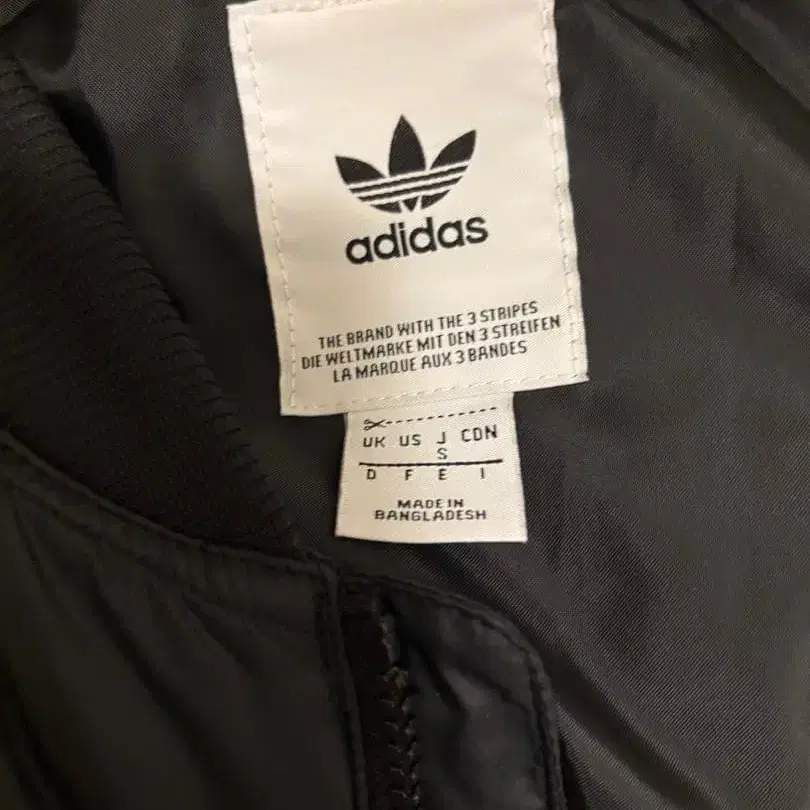 adidas
THE BRAND WITH THE 3 STRIPES
DIE WELTMARKE MIT DEN 3 STREIFEN
LA MARQUE AUX 3 BANDES
UK US J CDN
S
D F E I
MADE IN
BANGLADESH